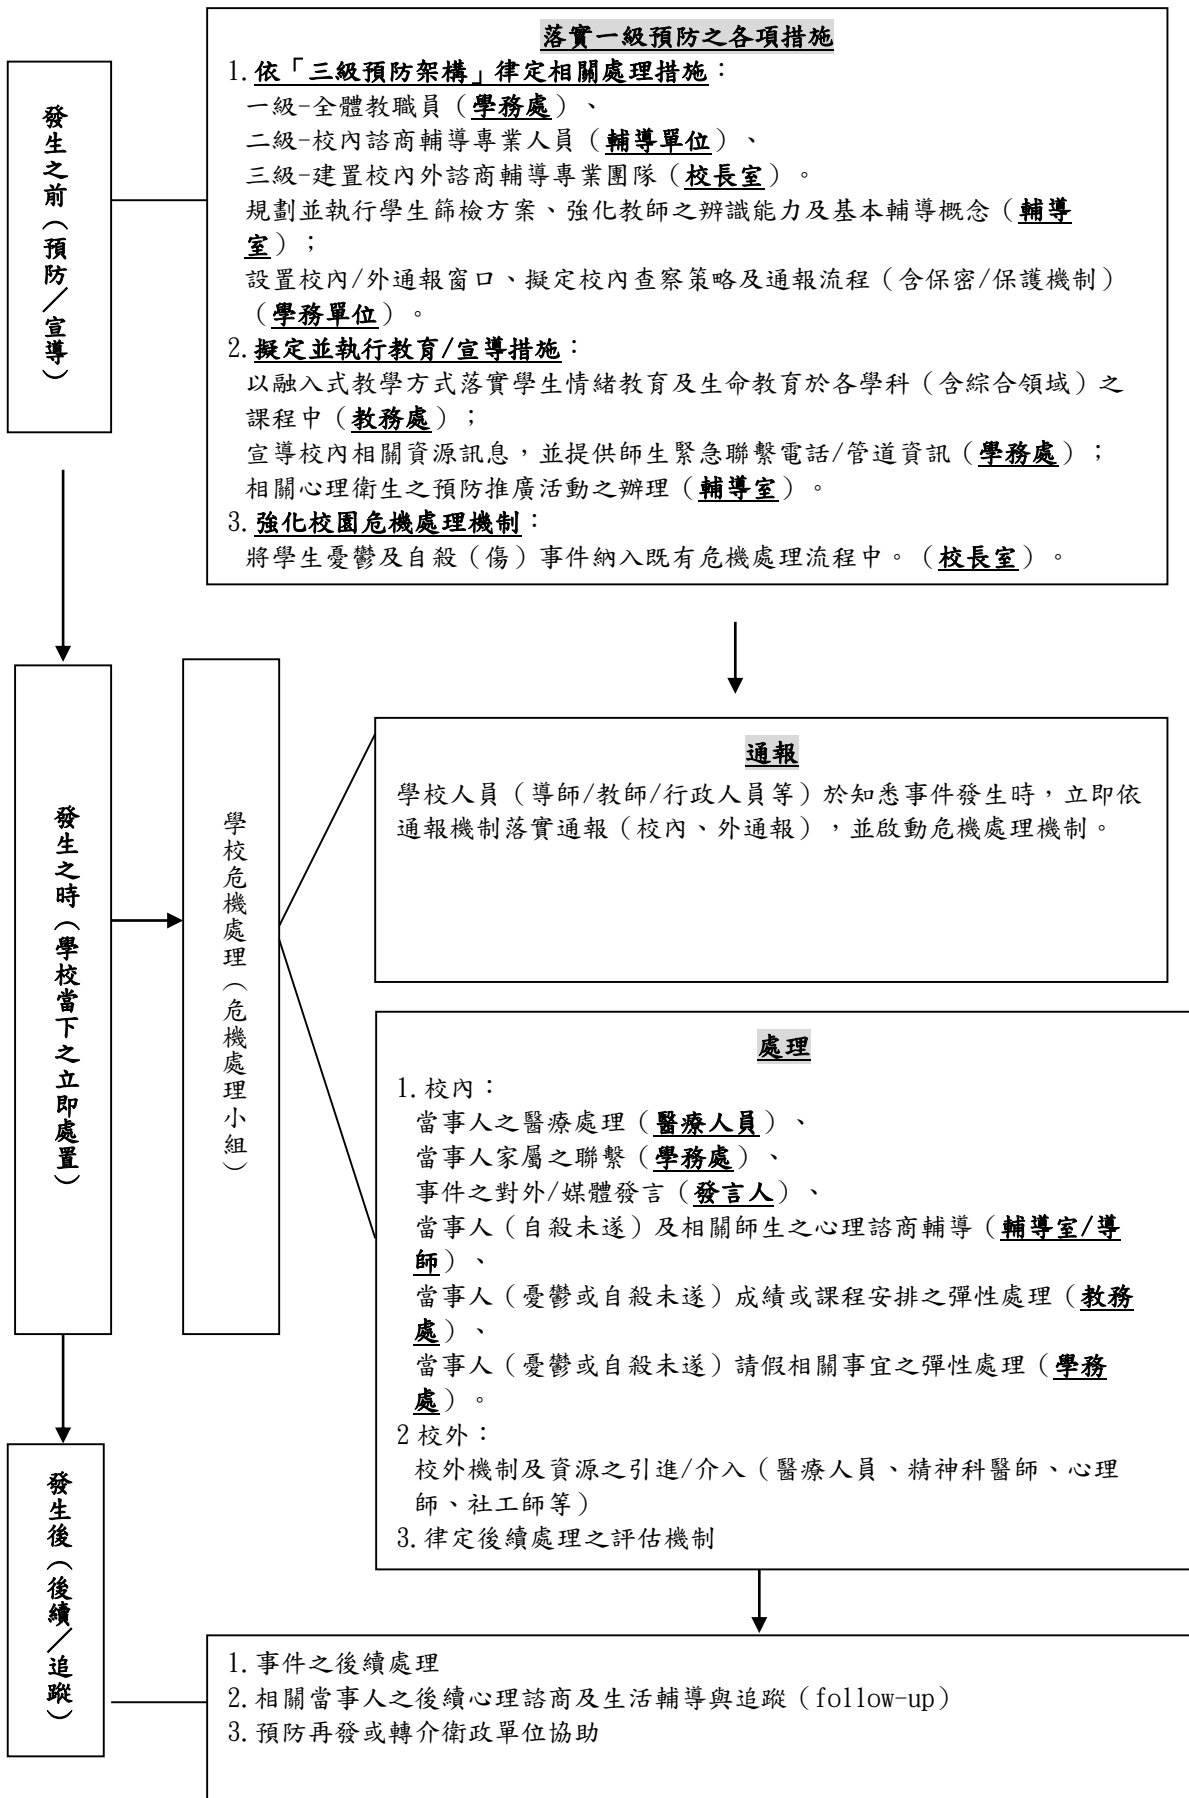 發生之前（預防／宣導）
落實一級預防之各項措施
1.依「三級預防架構」律定相關處理措施：
一級-全體教職員（學務處）、
二級-校內諮商輔導專業人員（輔導單位）、
三級-建置校內外諮商輔導專業團隊（校長室）。
規劃並執行學生篩檢方案、強化教師之辨識能力及基本輔導概念（輔導
室）；
設置校內/外通報窗口、擬定校內查察策略及通報流程（含保密/保護機制）
（學務單位）。
2.擬定並執行教育/宣導措施：
以融入式教學方式落實學生情緒教育及生命教育於各學科（含綜合領域）之
課程中（教務處）；
宣導校內相關資源訊息，並提供師生緊急聯繫電話/管道資訊（學務處）；
相關心理衛生之預防推廣活動之辦理（輔導室）。
3.強化校園危機處理機制：
將學生憂鬱及自殺（傷）事件納入既有危機處理流程中。（校長室）。
發生之時（學校當下之立即處置）
學校危機處理（危機處理小組）
通報
學校人員（導師/教師/行政人員等）於知悉事件發生時，立即依
通報機制落實通報（校內、外通報），並啟動危機處理機制。
處理
1.校內：
當事人之醫療處理（醫療人員）、
當事人家屬之聯繫（學務處）、
事件之對外/媒體發言（發言人）、
當事人（自殺未遂）及相關師生之心理諮商輔導（輔導室/導
師）、
當事人（憂鬱或自殺未遂）成績或課程安排之彈性處理（教務
處）、
當事人（憂鬱或自殺未遂）請假相關事宜之彈性處理（學務
處）。
2 校外：
校外機制及資源之引進/介入（醫療人員、精神科醫師、心理
師、社工師等）
3.律定後續處理之評估機制
發生後（後續／追蹤）
1.事件之後續處理
2.相關當事人之後續心理諮商及生活輔導與追蹤（follow-up）
3.預防再發或轉介衛政單位協助